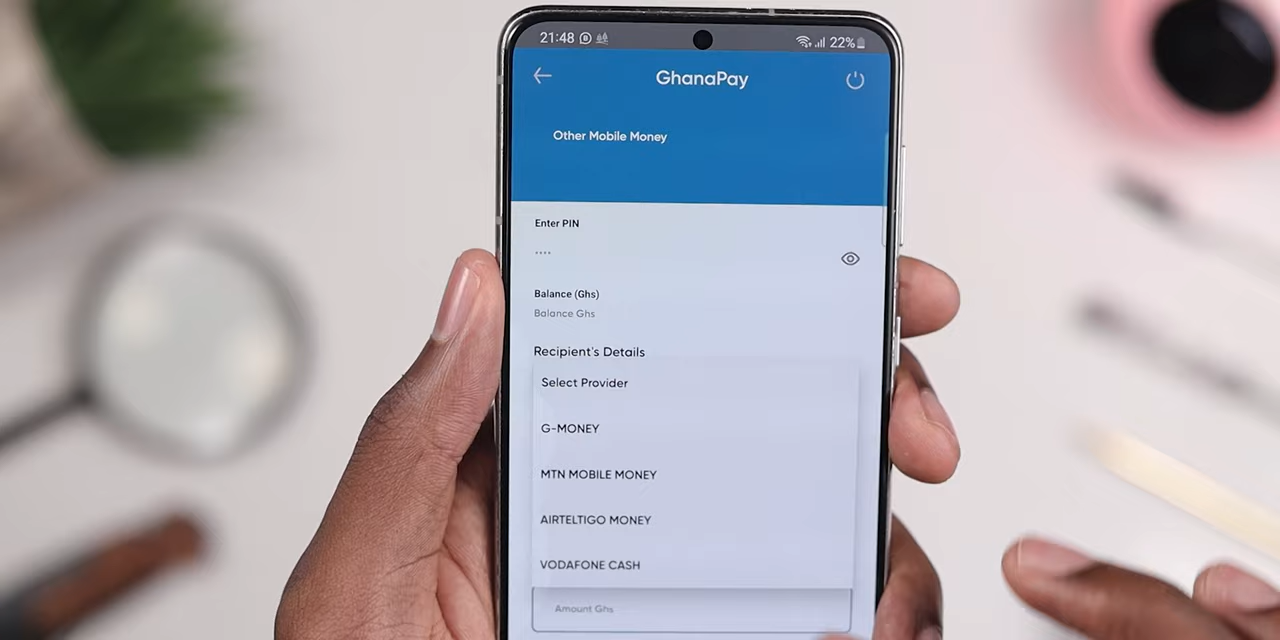 21:48 22%
GhanaPay
Other Mobile Money
Enter PIN
····
Balance (Ghs)
Balance Ghs
Recipient's Details
Select Provider
G-MONEY
MTN MOBILE MONEY
AIRTELTIGO MONEY
VODAFONE CASH
Amount Ghs